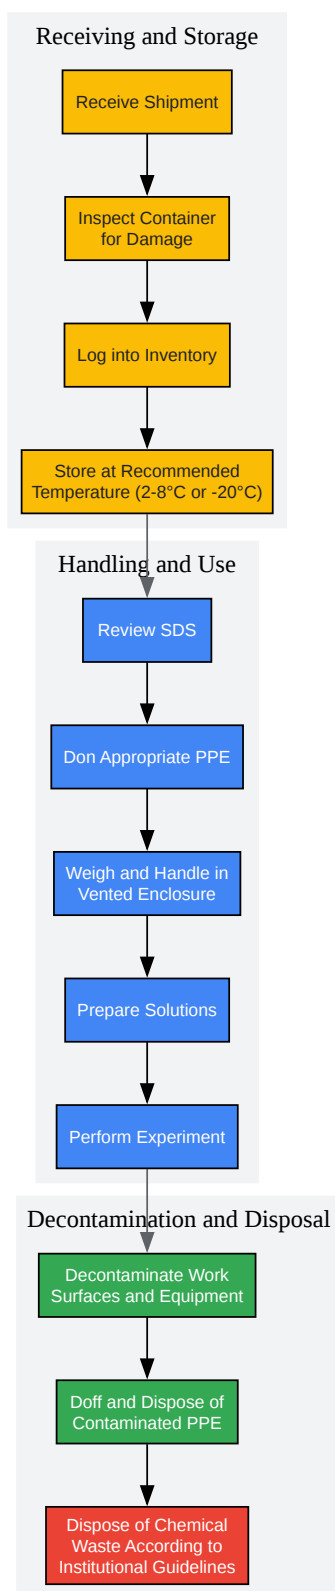 Receiving and Storage
Receive Shipment
Inspect Container
for Damage
Log into Inventory
Store at Recommended
Temperature (2-8°C or -20°C)
Handling and Use
Review SDS
Don Appropriate PPE
Weigh and Handle in
Vented Enclosure
Prepare Solutions
Perform Experiment
Decontamination and Disposal
Decontaminate Work
Surfaces and Equipment
Doff and Dispose of
Contaminated PPE
Dispose of Chemical
Waste According to
Institutional Guidelines